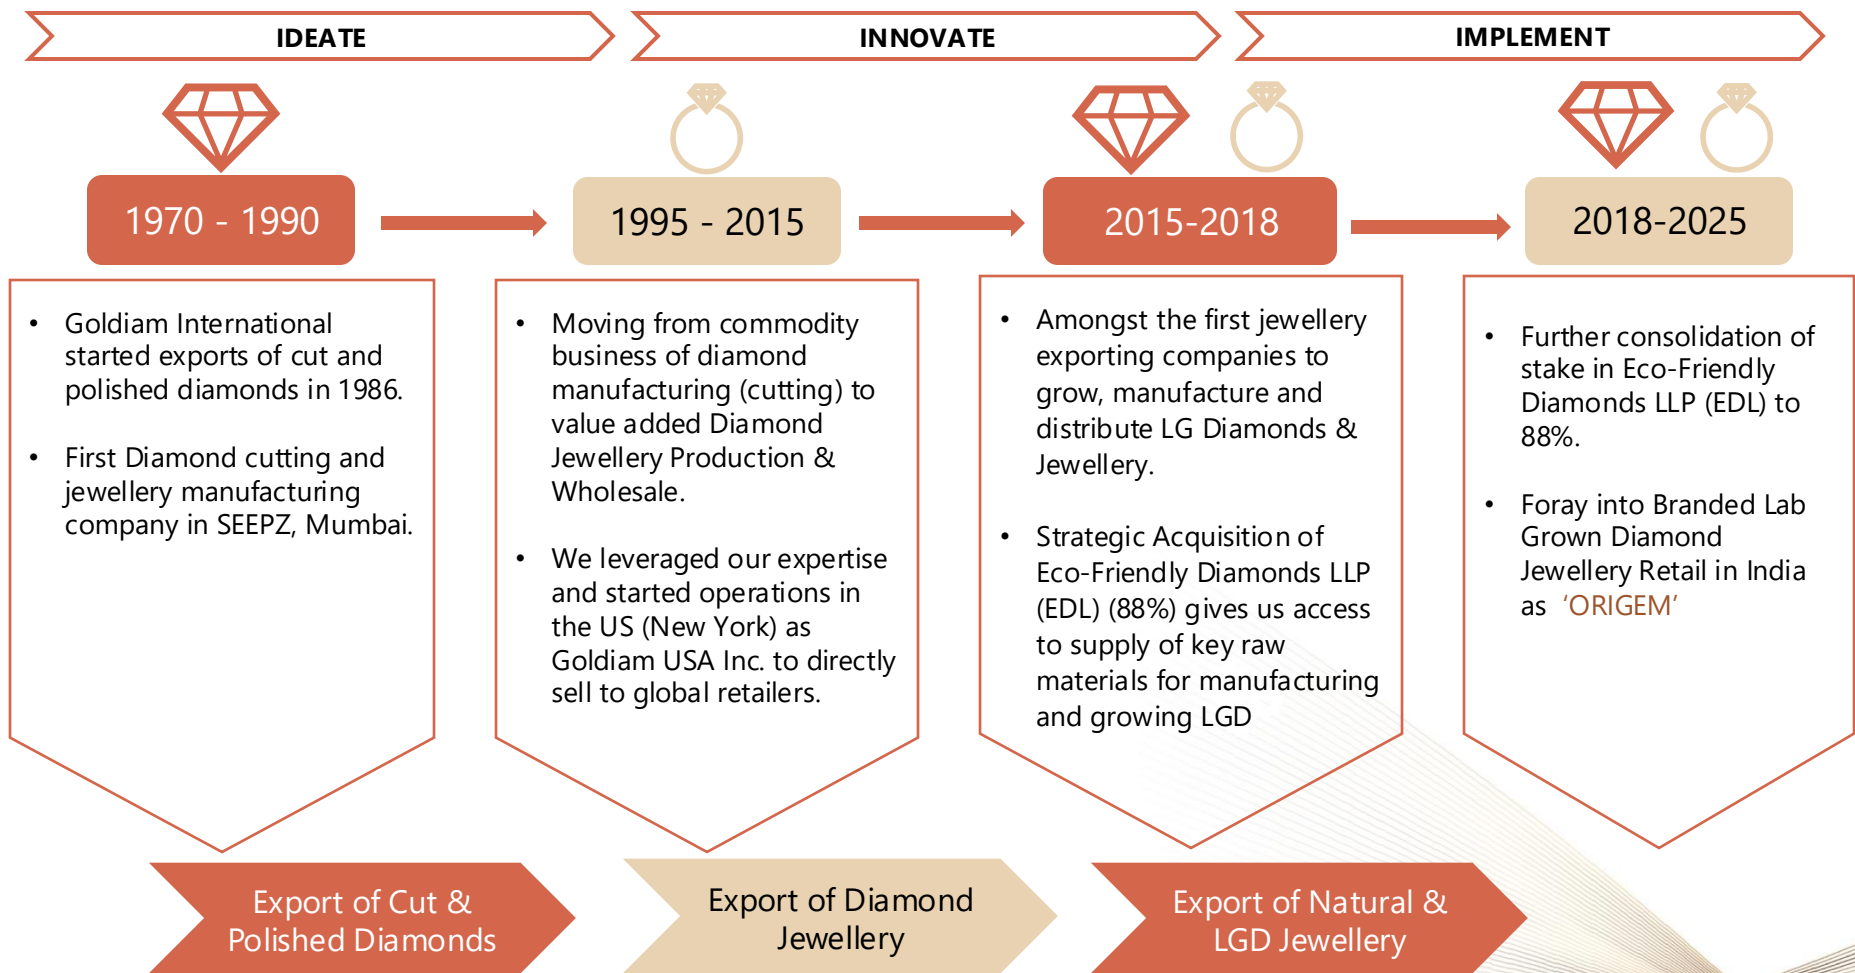 IDEATE
INNOVATE
IMPLEMENT
1970 - 1990
1995 - 2015
2015-2018
2018-2025
• Goldiam International
started exports of cut and
polished diamonds in 1986.
• First Diamond cutting and
jewellery manufacturing
company in SEEPZ, Mumbai.
• Moving from commodity
business of diamond
manufacturing (cutting) to
value added Diamond
Jewellery Production &
Wholesale.
• We leveraged our expertise
and started operations in
the US (New York) as
Goldiam USA Inc. to directly
sell to global retailers.
• Amongst the first jewellery
exporting companies to
grow, manufacture and
distribute LG Diamonds &
Jewellery.
• Strategic Acquisition of
Eco-Friendly Diamonds LLP
(EDL) (88%) gives us access
to supply of key raw
materials for manufacturing
and growing LGD
• Further consolidation of
stake in Eco-Friendly
Diamonds LLP (EDL) to
88%.
• Foray into Branded Lab
Grown Diamond
Jewellery Retail in India
as ‘ORIGEM’
Export of Cut &
Polished Diamonds
Export of Diamond
Jewellery
Export of Natural &
LGD Jewellery